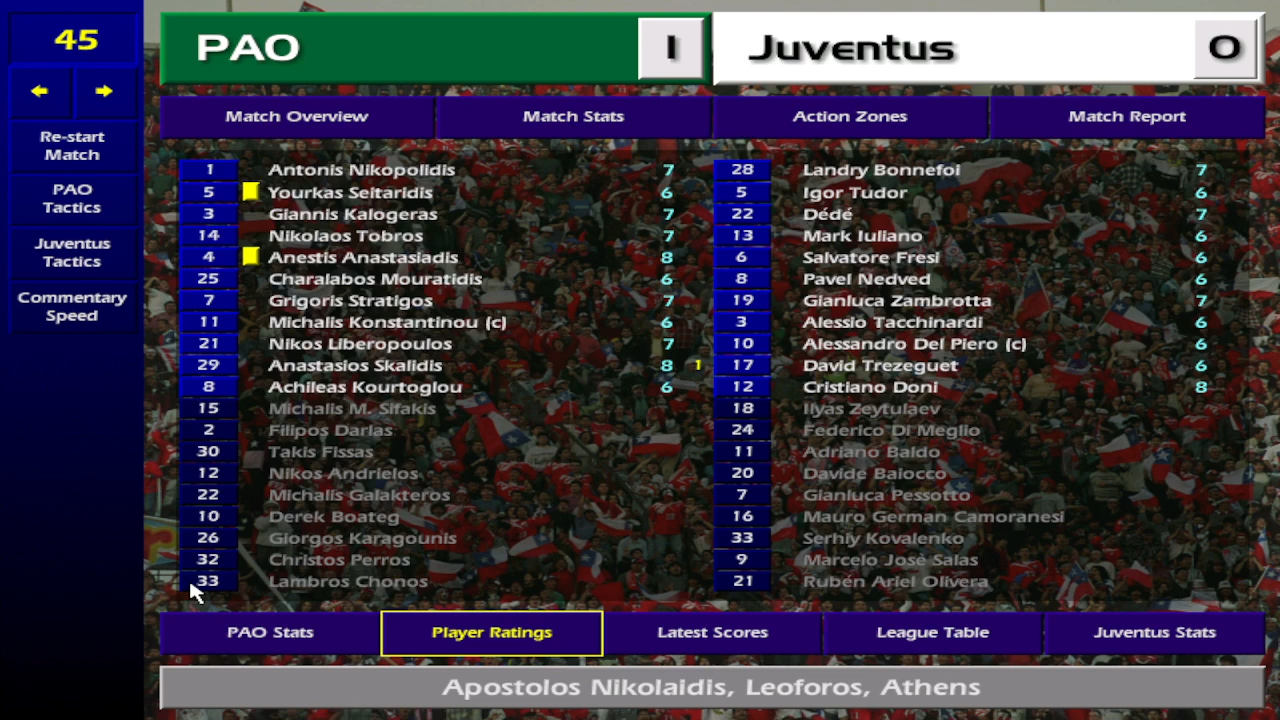 45
PAO 1 Juventus 0
Re-start Match
PAO Tactics
Juventus Tactics
Commentary Speed
Match Overview Match Stats Action Zones Match Report
1 Antonis Nikopolidis 7 28 Landry Bonnefoi 7
5 Yourkas Seitaridis 6 5 Igor Tudor 6
3 Giannis Kalogeras 7 22 Dédé 7
14 Nikolaos Tobros 7 13 Mark Iuliano 6
4 Anestis Anastasiadis 8 6 Salvatore Fresi 6
25 Charalabos Mouratidis 6 8 Pavel Nedved 6
7 Grigoris Stratigos 7 19 Gianluca Zambrotta 7
11 Michalis Konstantinou (c) 6 3 Alessio Tacchinardi 6
21 Nikos Liberopoulos 7 10 Alessandro Del Piero (c) 6
29 Anastasios Skalidis 8 1 17 David Trezeguet 6
8 Achileas Kourtoglou 6 12 Cristiano Doni 8
15 Michalis M. Sifakis 18 Ilyas Zeytulaev
2 Filipos Darlas 24 Federico Di Meglio
30 Takis Fissas 11 Adriano Baldo
12 Nikos Andrielos 20 Davide Baiocco
22 Michalis Galakteros 7 Gianluca Pessotto
10 Derek Boateg 16 Mauro German Camoranesi
26 Giorgos Karagounis 33 Serhiy Kovalenko
32 Christos Perros 9 Marcelo José Salas
33 Lambros Chonos 21 Rubén Ariel Olivera
PAO Stats Player Ratings Latest Scores League Table Juventus Stats
Apostolos Nikolaidis, Leoforos, Athens